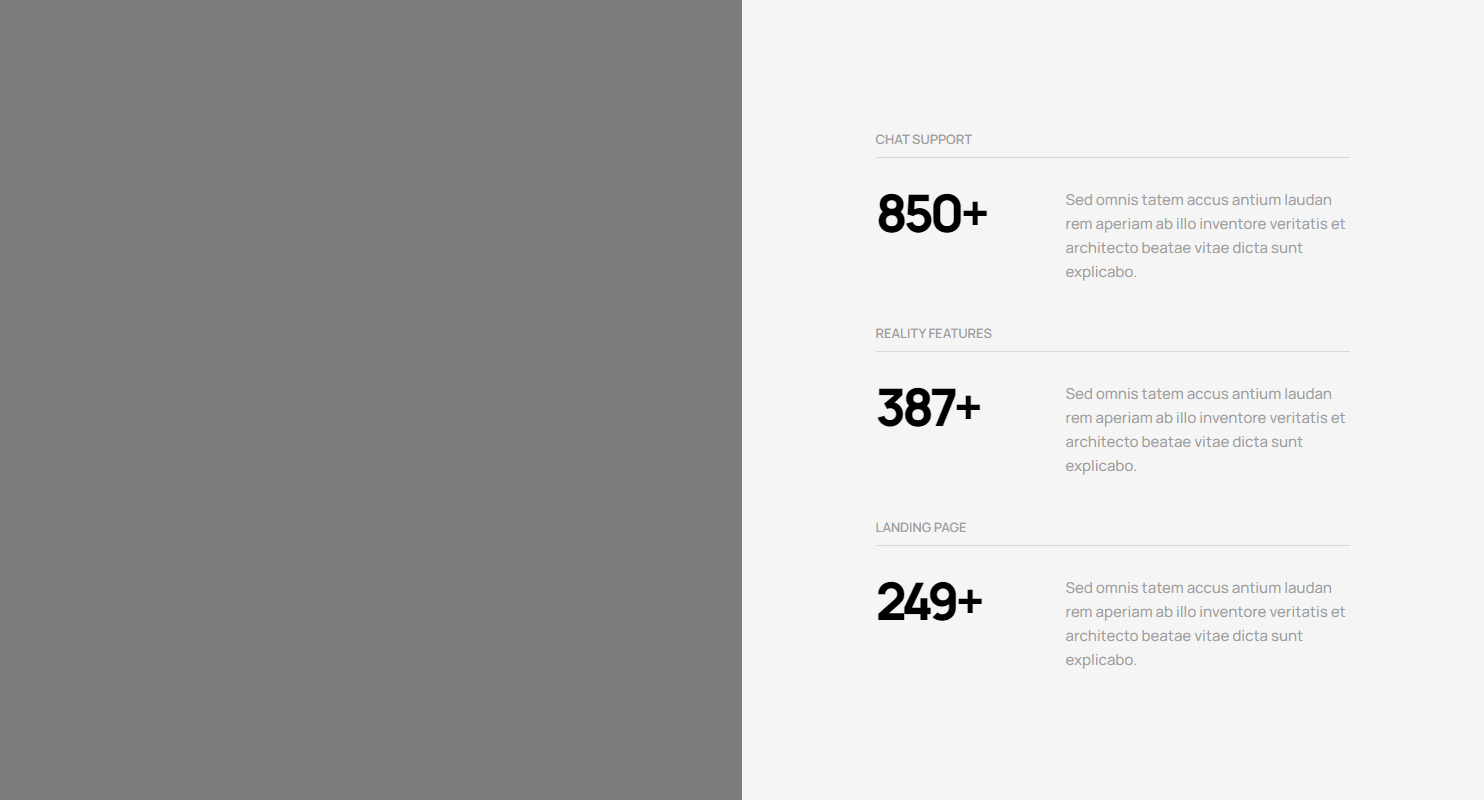 CHAT SUPPORT
850+
Sed omnis tatem accus antium laudan
rem aperiam ab illo inventore veritatis et
architecto beatae vitae dicta sunt
explicabo.
REALITY FEATURES
387+
Sed omnis tatem accus antium laudan
rem aperiam ab illo inventore veritatis et
architecto beatae vitae dicta sunt
explicabo.
LANDING PAGE
249+
Sed omnis tatem accus antium laudan
rem aperiam ab illo inventore veritatis et
architecto beatae vitae dicta sunt
explicabo.